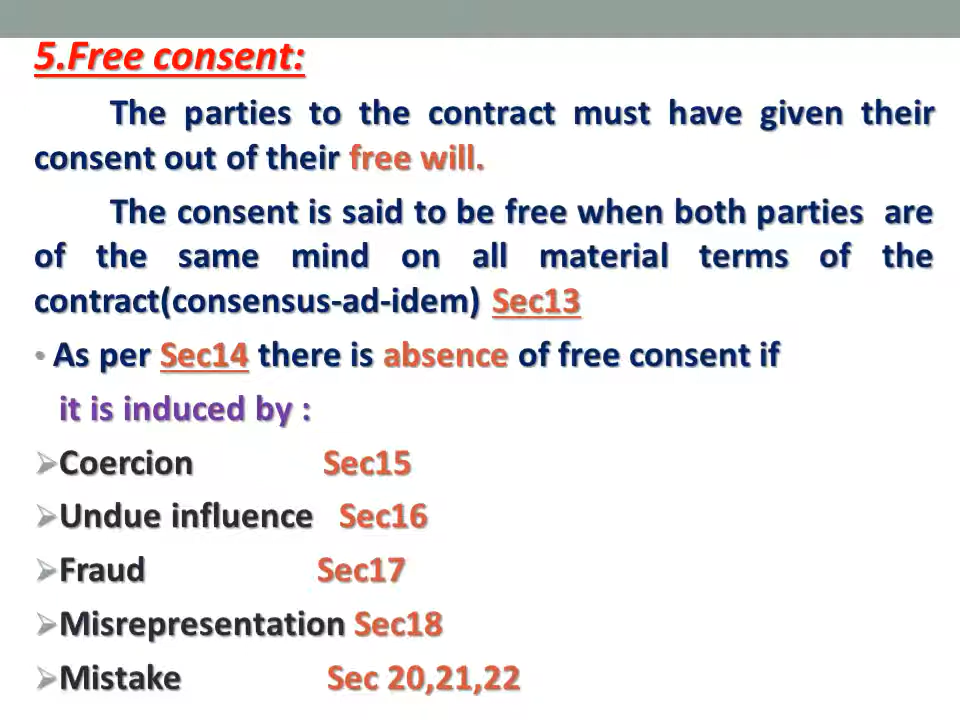 5.Free consent:
The parties to the contract must have given their
consent out of their free will.
The consent is said to be free when both parties are
of the same mind on all material terms of the
contract(consensus-ad-idem) Sec13
• As per Sec14 there is absence of free consent if
it is induced by :
➢Coercion Sec15
➢Undue influence Sec16
➢Fraud Sec17
➢Misrepresentation Sec18
➢Mistake Sec 20,21,22